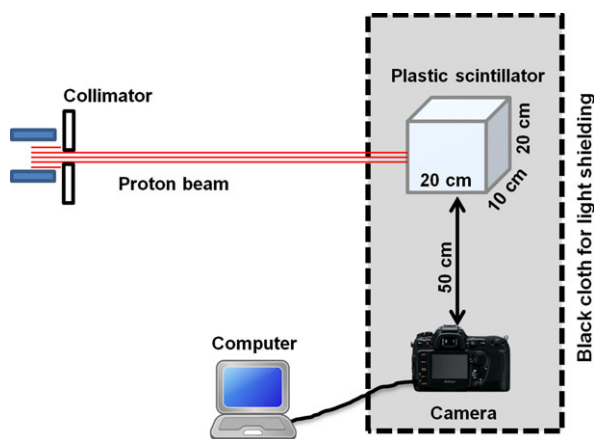 Plastic scintillator
Collimator
20 cm
20 cm
10 cm
Proton beam
50 cm
Black cloth for light shielding
Computer
Camera